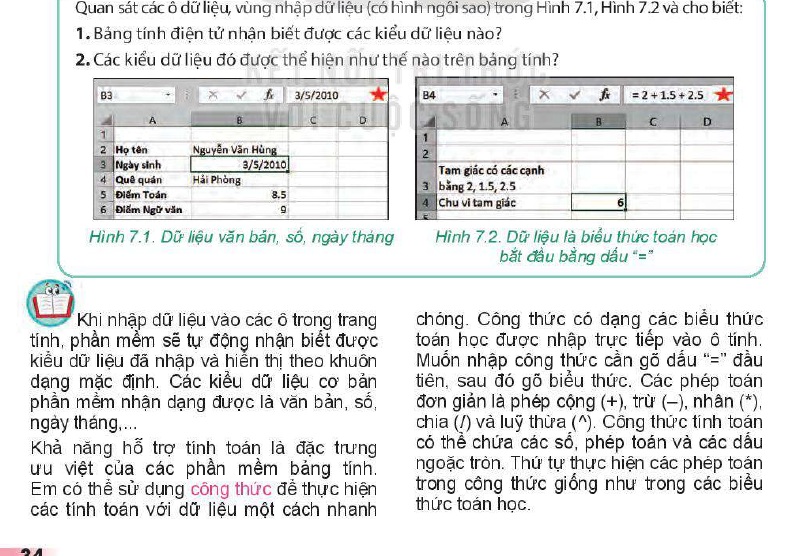 Quan sát các ô dữ liệu, vùng nhập dữ liệu (có hình ngôi sao) trong Hình 7.1, Hình 7.2 và cho biết:
1. Bảng tính điện tử nhận biết được các kiểu dữ liệu nào?
2. Các kiểu dữ liệu đó được thể hiện như thế nào trên bảng tính?
KẾT NỐI TRI THỨC
VỚI CUỘC SỐNG
B3 fx 3/5/2010
A B C D
1
2 Họ tên Nguyễn Văn Hùng
3 Ngày sinh 3/5/2010
4 Quê quán Hải Phòng
5 Điểm Toán 8.5
6 Điểm Ngữ văn 9
Hình 7.1. Dữ liệu văn bản, số, ngày tháng
B4 fx = 2 + 1.5 + 2.5
A B C D
1
2
Tam giác có các cạnh
3 bằng 2, 1.5, 2.5
4 Chu vi tam giác 6
Hình 7.2. Dữ liệu là biểu thức toán học
bắt đầu bằng dấu “=”
Khi nhập dữ liệu vào các ô trong trang
tính, phần mềm sẽ tự động nhận biết được
kiểu dữ liệu đã nhập và hiển thị theo khuôn
dạng mặc định. Các kiểu dữ liệu cơ bản
phần mềm nhận dạng được là văn bản, số,
ngày tháng,...
Khả năng hỗ trợ tính toán là đặc trưng
ưu việt của các phần mềm bảng tính.
Em có thể sử dụng công thức để thực hiện
các tính toán với dữ liệu một cách nhanh
chóng. Công thức có dạng các biểu thức
toán học được nhập trực tiếp vào ô tính.
Muốn nhập công thức cần gõ dấu “=” đầu
tiên, sau đó gõ biểu thức. Các phép toán
đơn giản là phép cộng (+), trừ (–), nhân (*),
chia (/) và luỹ thừa (^). Công thức tính toán
có thể chứa các số, phép toán và các dấu
ngoặc tròn. Thứ tự thực hiện các phép toán
trong công thức giống như trong các biểu
thức toán học.
34